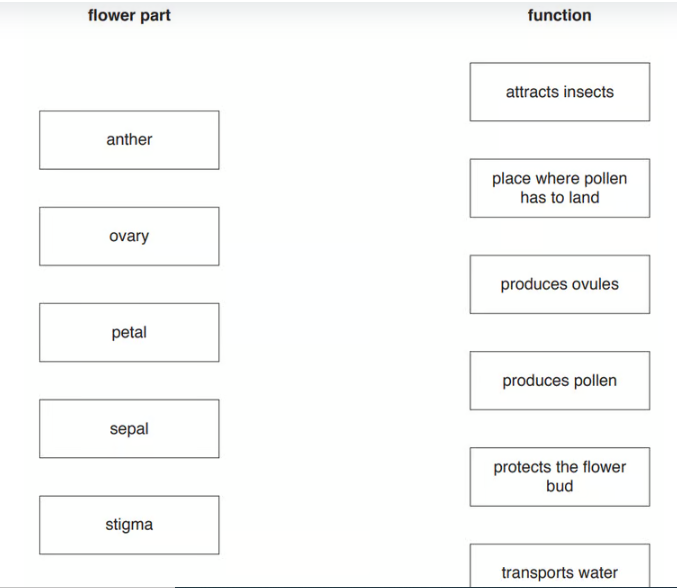 flower part
function
attracts insects
anther
place where pollen
has to land
ovary
produces ovules
petal
produces pollen
sepal
protects the flower
bud
stigma
transports water